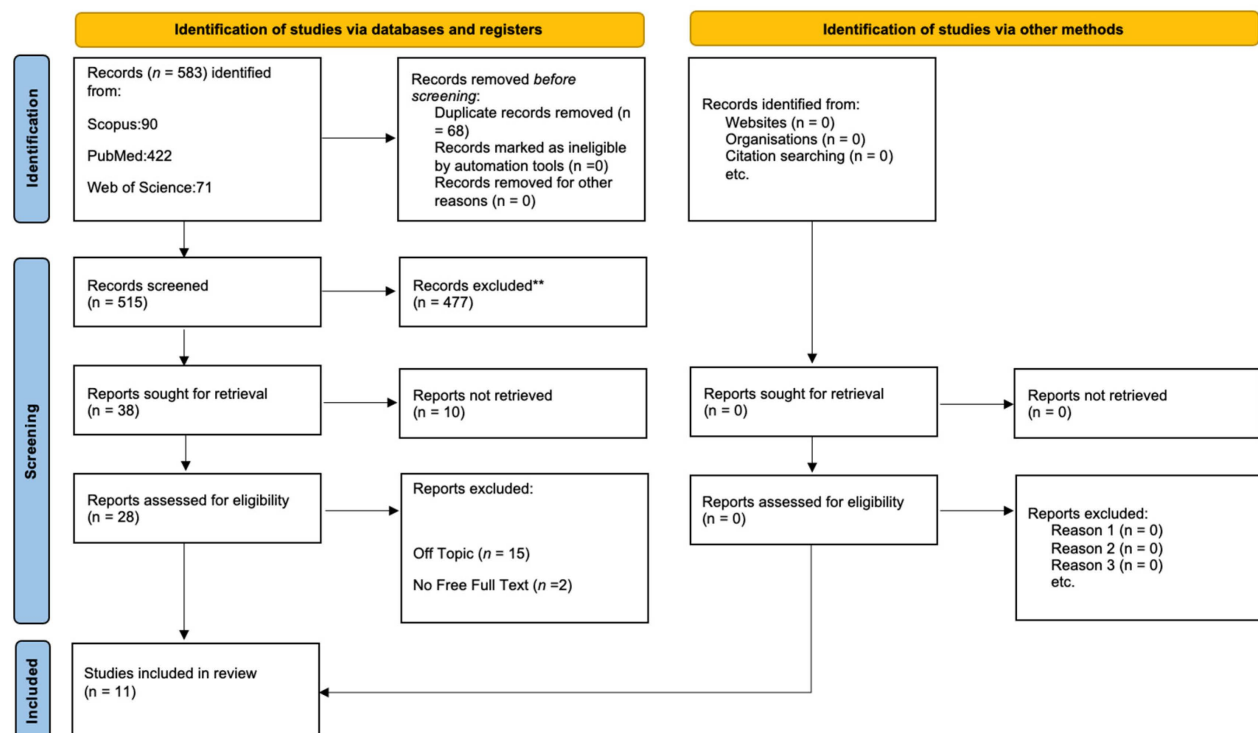 Identification of studies via databases and registers
Identification of studies via other methods
Identification
Records (n = 583) identified
from:
Scopus:90
PubMed:422
Web of Science:71
Records removed before
screening:
Duplicate records removed (n
= 68)
Records marked as ineligible
by automation tools (n =0)
Records removed for other
reasons (n = 0)
Records identified from:
Websites (n = 0)
Organisations (n = 0)
Citation searching (n = 0)
etc.
Screening
Records screened
(n = 515)
Records excluded**
(n = 477)
Reports sought for retrieval
(n = 38)
Reports not retrieved
(n = 10)
Reports sought for retrieval
(n = 0)
Reports not retrieved
(n = 0)
Reports assessed for eligibility
(n = 28)
Reports excluded:
Off Topic (n = 15)
No Free Full Text (n =2)
Reports assessed for eligibility
(n = 0)
Reports excluded:
Reason 1 (n = 0)
Reason 2 (n = 0)
Reason 3 (n = 0)
etc.
Included
Studies included in review
(n = 11)